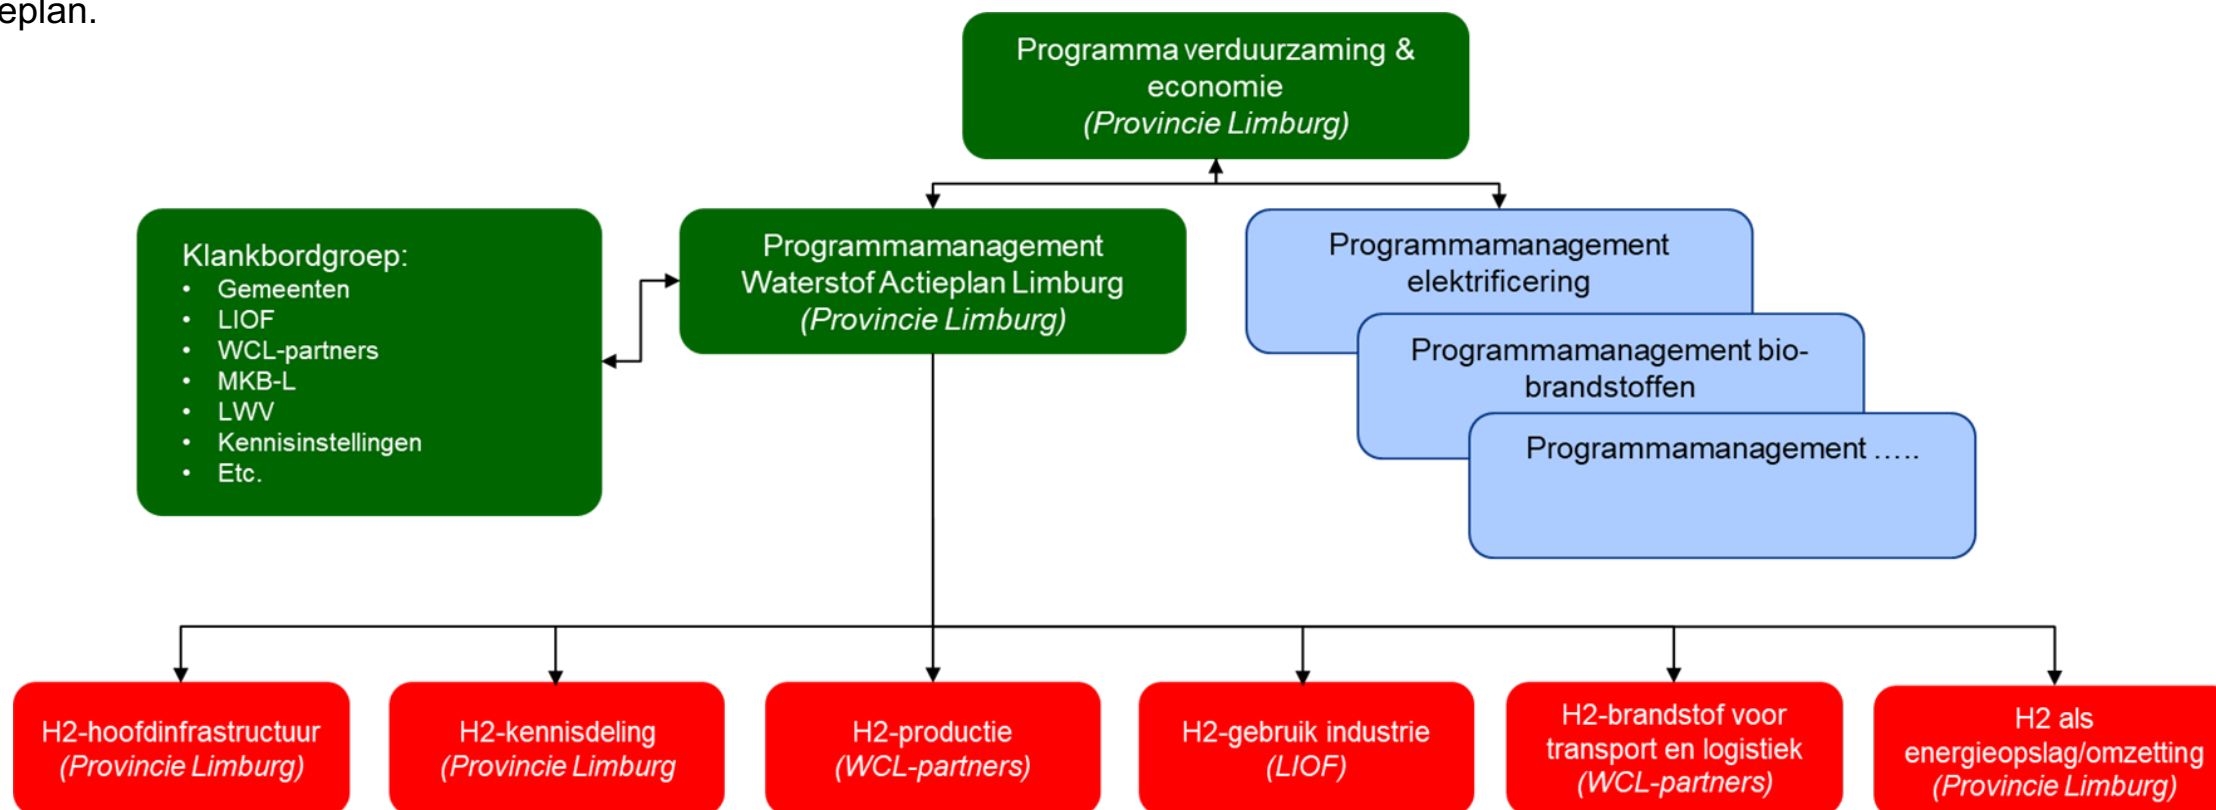 eplan.
Programma verduurzaming &
economie
(Provincie Limburg)
Klankbordgroep:
• Gemeenten
• LIOF
• WCL-partners
• MKB-L
• LWV
• Kennisinstellingen
• Etc.
Programmamanagement
Waterstof Actieplan Limburg
(Provincie Limburg)
Programmamanagement
elektrificering
Programmamanagement bio-
brandstoffen
Programmamanagement …..
H2-hoofdinfrastructuur
(Provincie Limburg)
H2-kennisdeling
(Provincie Limburg
H2-productie
(WCL-partners)
H2-gebruik industrie
(LIOF)
H2-brandstof voor
transport en logistiek
(WCL-partners)
H2 als
energieopslag/omzetting
(Provincie Limburg)